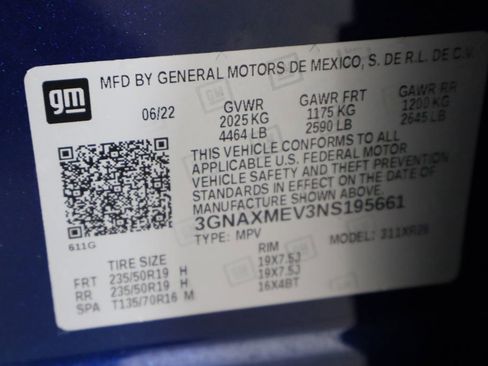 gm
MFD BY GENERAL MOTORS DE MEXICO, S. DE R.L. DE C.V.
06/22 GVWR GAWR FRT GAWR RR
2025 KG 1175 KG 1200 KG
4464 LB 2590 LB 2645 LB
THIS VEHICLE CONFORMS TO ALL
APPLICABLE U.S. FEDERAL MOTOR
VEHICLE SAFETY AND THEFT PREVENTION
STANDARDS IN EFFECT ON THE DATE OF
MANUFACTURE SHOWN ABOVE.
3GNAXMEV3NS195661
611G
TYPE: MPV MODEL: 311XR26
TIRE SIZE RIM
FRT 235/50R19 H 19X7.5J
RR 235/50R19 H 19X7.5J
SPA T135/70R16 M 16X4BT